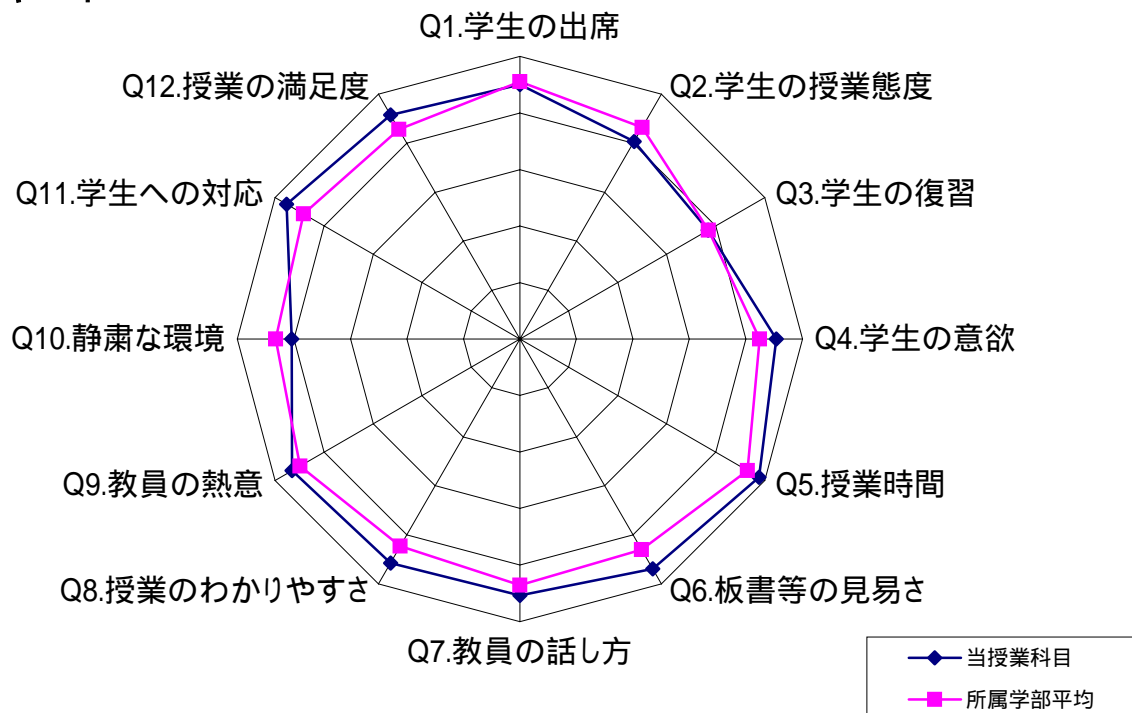 Q1.学生の出席
Q2.学生の授業態度
Q3.学生の復習
Q4.学生の意欲
Q5.授業時間
Q6.板書等の見易さ
Q7.教員の話し方
Q8.授業のわかりやすさ
Q9.教員の熱意
Q10.静粛な環境
Q11.学生への対応
Q12.授業の満足度
当授業科目
所属学部平均